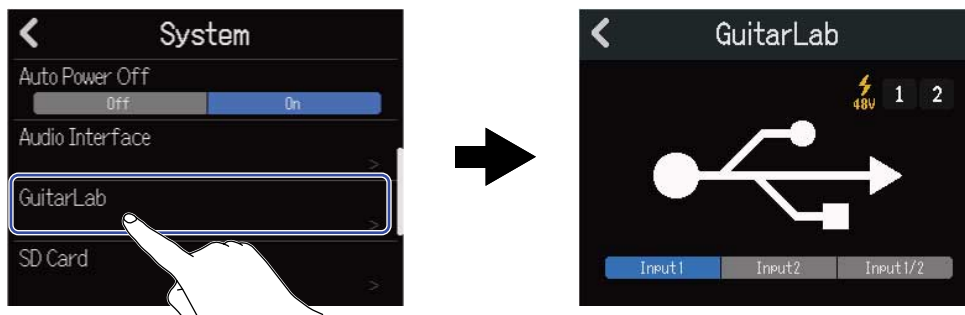 System
Auto Power Off
Off On
Audio Interface
GuitarLab
SD Card
GuitarLab
48V 1 2
Input1 Input2 Input1/2